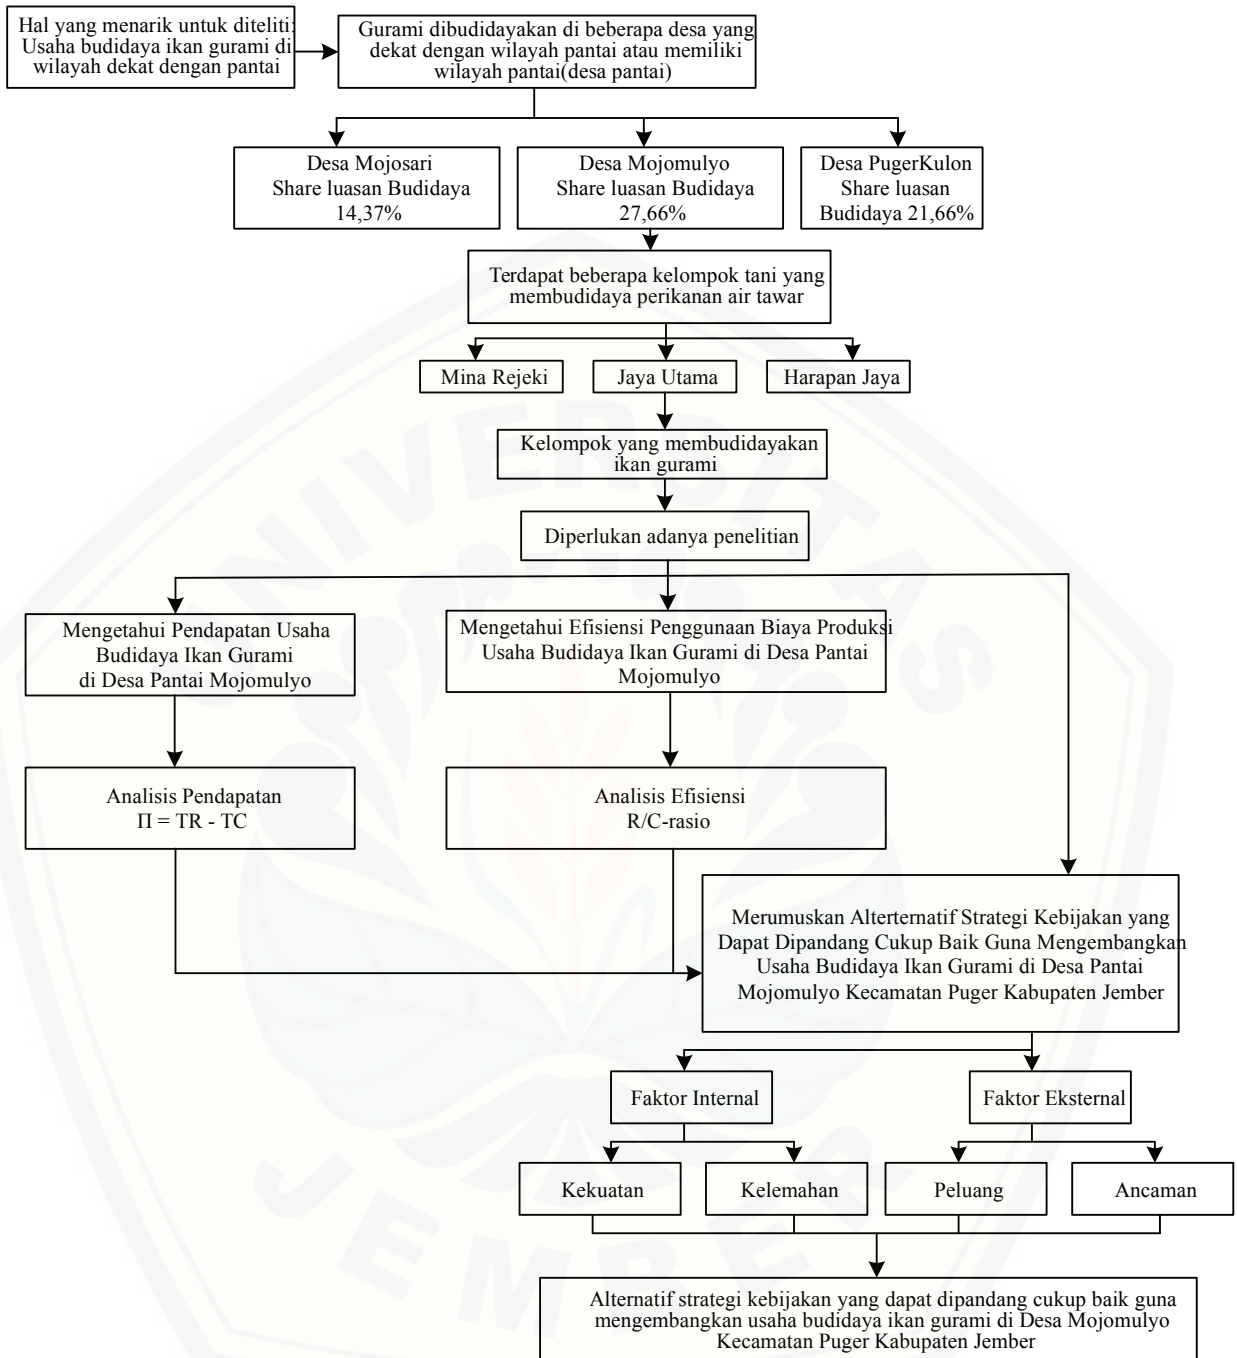 Hal yang menarik untuk diteliti:
Usaha budidaya ikan gurami di
wilayah dekat dengan pantai
Gurami dibudidayakan di beberapa desa yang
dekat dengan wilayah pantai atau memiliki
wilayah pantai(desa pantai)
Desa Mojosari
Share luasan Budidaya
14,37%
Desa Mojomulyo
Share luasan Budidaya
27,66%
Desa PugerKulon
Share luasan
Budidaya 21,66%
Terdapat beberapa kelompok tani yang
membudidaya perikanan air tawar
Mina Rejeki
Jaya Utama
Harapan Jaya
Kelompok yang membudidayakan
ikan gurami
Diperlukan adanya penelitian
Mengetahui Pendapatan Usaha
Budidaya Ikan Gurami
di Desa Pantai Mojomulyo
Mengetahui Efisiensi Penggunaan Biaya Produksi
Usaha Budidaya Ikan Gurami di Desa Pantai
Mojomulyo
Analisis Pendapatan
Π = TR - TC
Analisis Efisiensi
R/C-rasio
Merumuskan Alterternatif Strategi Kebijakan yang
Dapat Dipandang Cukup Baik Guna Mengembangkan
Usaha Budidaya Ikan Gurami di Desa Pantai
Mojomulyo Kecamatan Puger Kabupaten Jember
Faktor Internal
Faktor Eksternal
Kekuatan
Kelemahan
Peluang
Ancaman
Alternatif strategi kebijakan yang dapat dipandang cukup baik guna
mengembangkan usaha budidaya ikan gurami di Desa Mojomulyo
Kecamatan Puger Kabupaten Jember
UNIVERSITAS
JEMBER